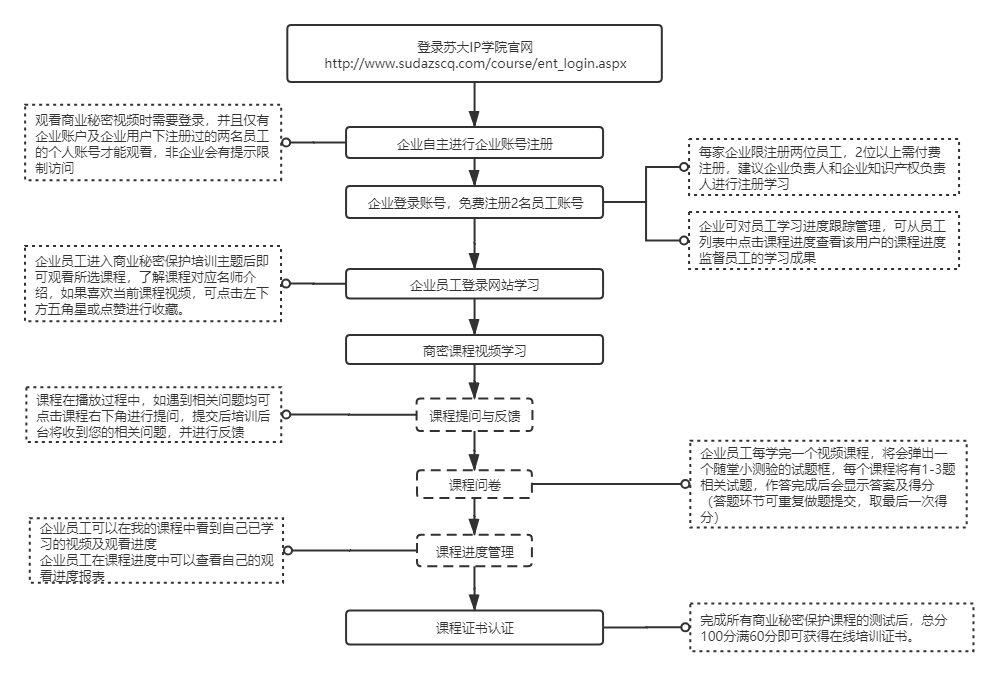 登录苏大IP学院官网
http://www.sudazscq.com/course/ent_login.aspx
观看商业秘密视频时需要登录，并且仅有
企业账户及企业用户下注册过的两名员工
的个人账号才能观看，非企业会有提示限
制访问
企业自主进行企业账号注册
每家企业限注册两位员工，2位以上需付费
注册，建议企业负责人和企业知识产权负责
人进行注册学习
企业登录账号，免费注册2名员工账号
企业可对员工学习进度跟踪管理，可从员工
列表中点击课程进度查看该用户的课程进度
监督员工的学习成果
企业员工进入商业秘密保护培训主题后即
可观看所选课程，了解课程对应名师介
绍，如果喜欢当前课程视频，可点击左下
方五角星或点赞进行收藏。
企业员工登录网站学习
商密课程视频学习
课程在播放过程中，如遇到相关问题均可
点击课程右下角进行提问，提交后培训后
台将收到您的相关问题，并进行反馈
课程提问与反馈
企业员工每学完一个视频课程，将会弹出一
个随堂小测验的试题框，每个课程将有1-3题
相关试题，作答完成后会显示答案及得分
（答题环节可重复做题提交，取最后一次得
分）
课程问卷
企业员工可以在我的课程中看到自己已学
习的视频及观看进度
企业员工在课程进度中可以查看自己的观
看进度报表
课程进度管理
课程证书认证
完成所有商业秘密保护课程的测试后，总分
100分满60分即可获得在线培训证书。